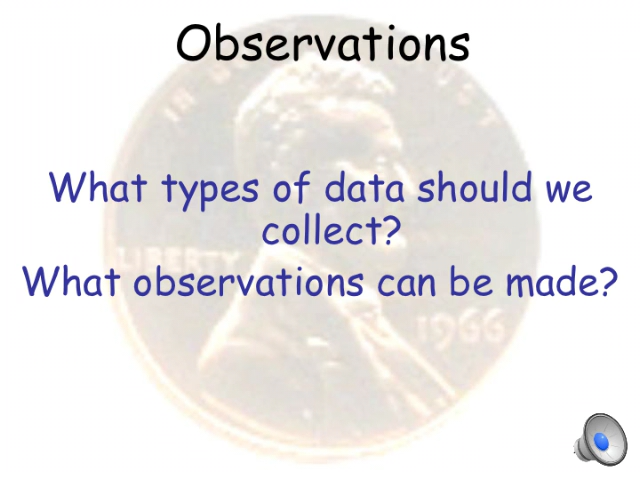 Observations
What types of data should we
collect?
What observations can be made?
LIBERTY
1966